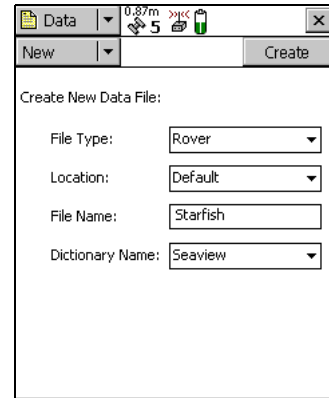 Data 0.87m 5
New Create
Create New Data File:
File Type: Rover
Location: Default
File Name: Starfish
Dictionary Name: Seaview